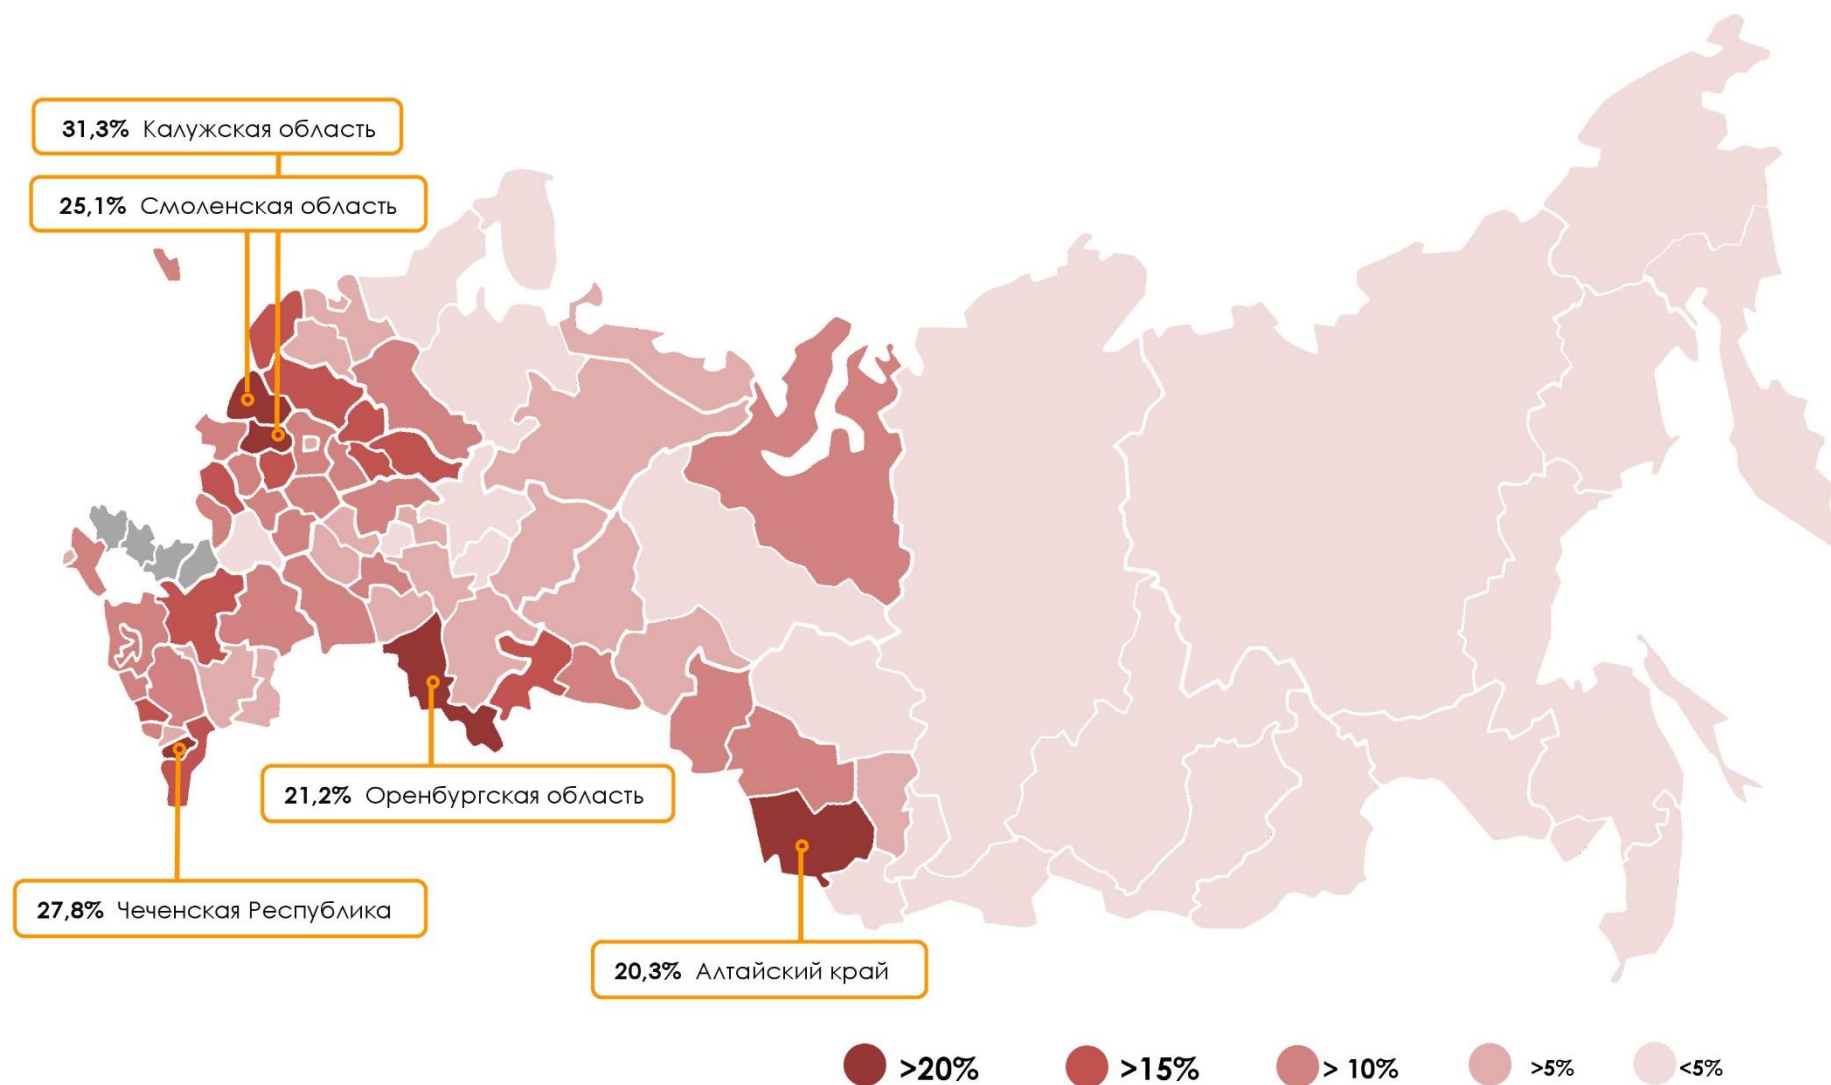 31,3% Калужская область
25,1% Смоленская область
21,2% Оренбургская область
27,8% Чеченская Республика
20,3% Алтайский край
>20% >15% > 10% >5% <5%